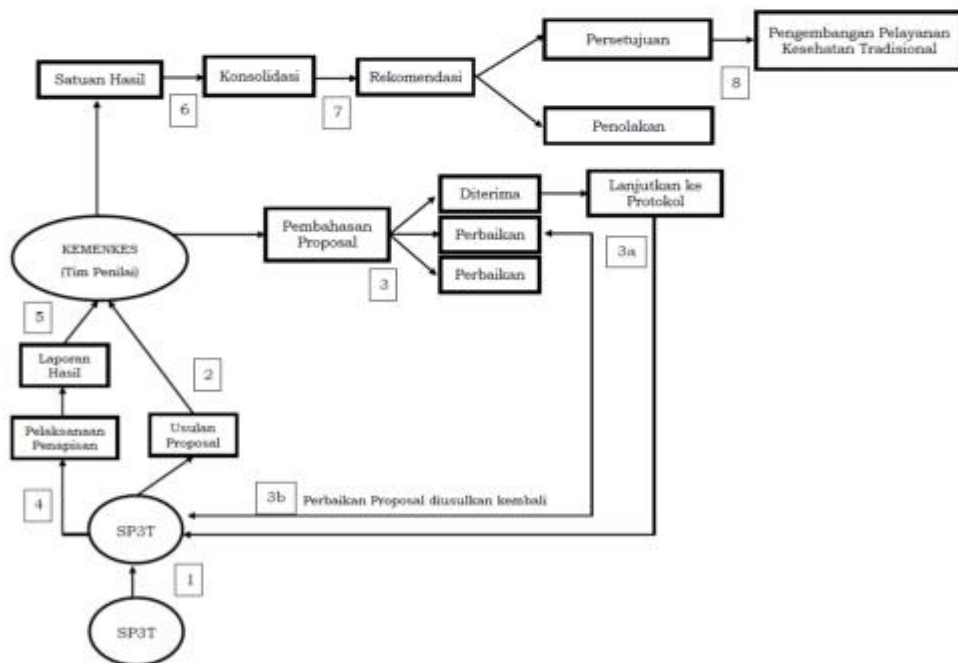 Satuan Hasil
6
Konsolidasi
7
Rekomendasi
Persetujuan
8
Pengembangan Pelayanan
Kesehatan Tradisional
Penolakan
KEMENKES
(Tim Penilai)
Pembahasan
Proposal
3
Diterima
Perbaikan
Perbaikan
Lanjutkan ke
Protokol
3a
5
Laporan
Hasil
2
Pelaksanaan
Penapisan
Usulan
Proposal
4
3b
Perbaikan Proposal diusulkan kembali
SP3T
1
SP3T